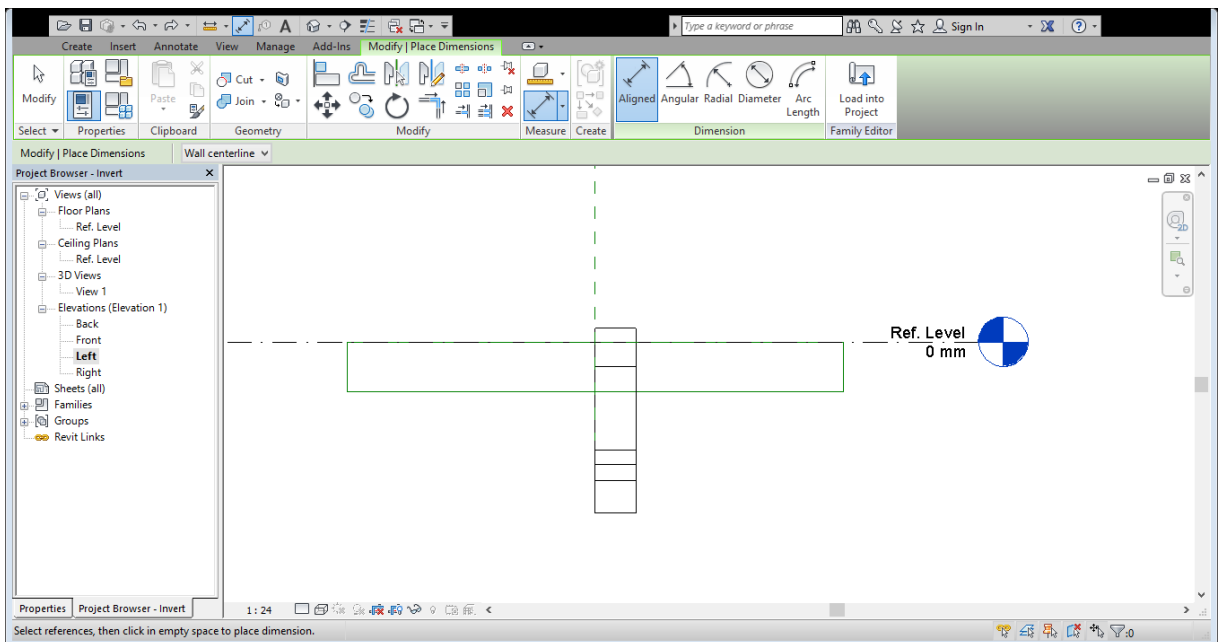 Type a keyword or phrase
Sign In
Create Insert Annotate View Manage Add-Ins Modify | Place Dimensions
Modify
Paste
Cut
Join
Aligned Angular Radial Diameter Arc Length
Load into Project
Select Properties Clipboard Geometry Modify Measure Create Dimension Family Editor
Modify | Place Dimensions Wall centerline
Project Browser - Invert
Views (all)
Floor Plans
Ref. Level
Ceiling Plans
Ref. Level
3D Views
View 1
Elevations (Elevation 1)
Back
Front
Left
Right
Sheets (all)
Families
Groups
Revit Links
2D
Ref. Level
0 mm
Properties Project Browser - Invert
1 : 24
Select references, then click in empty space to place dimension.
:0